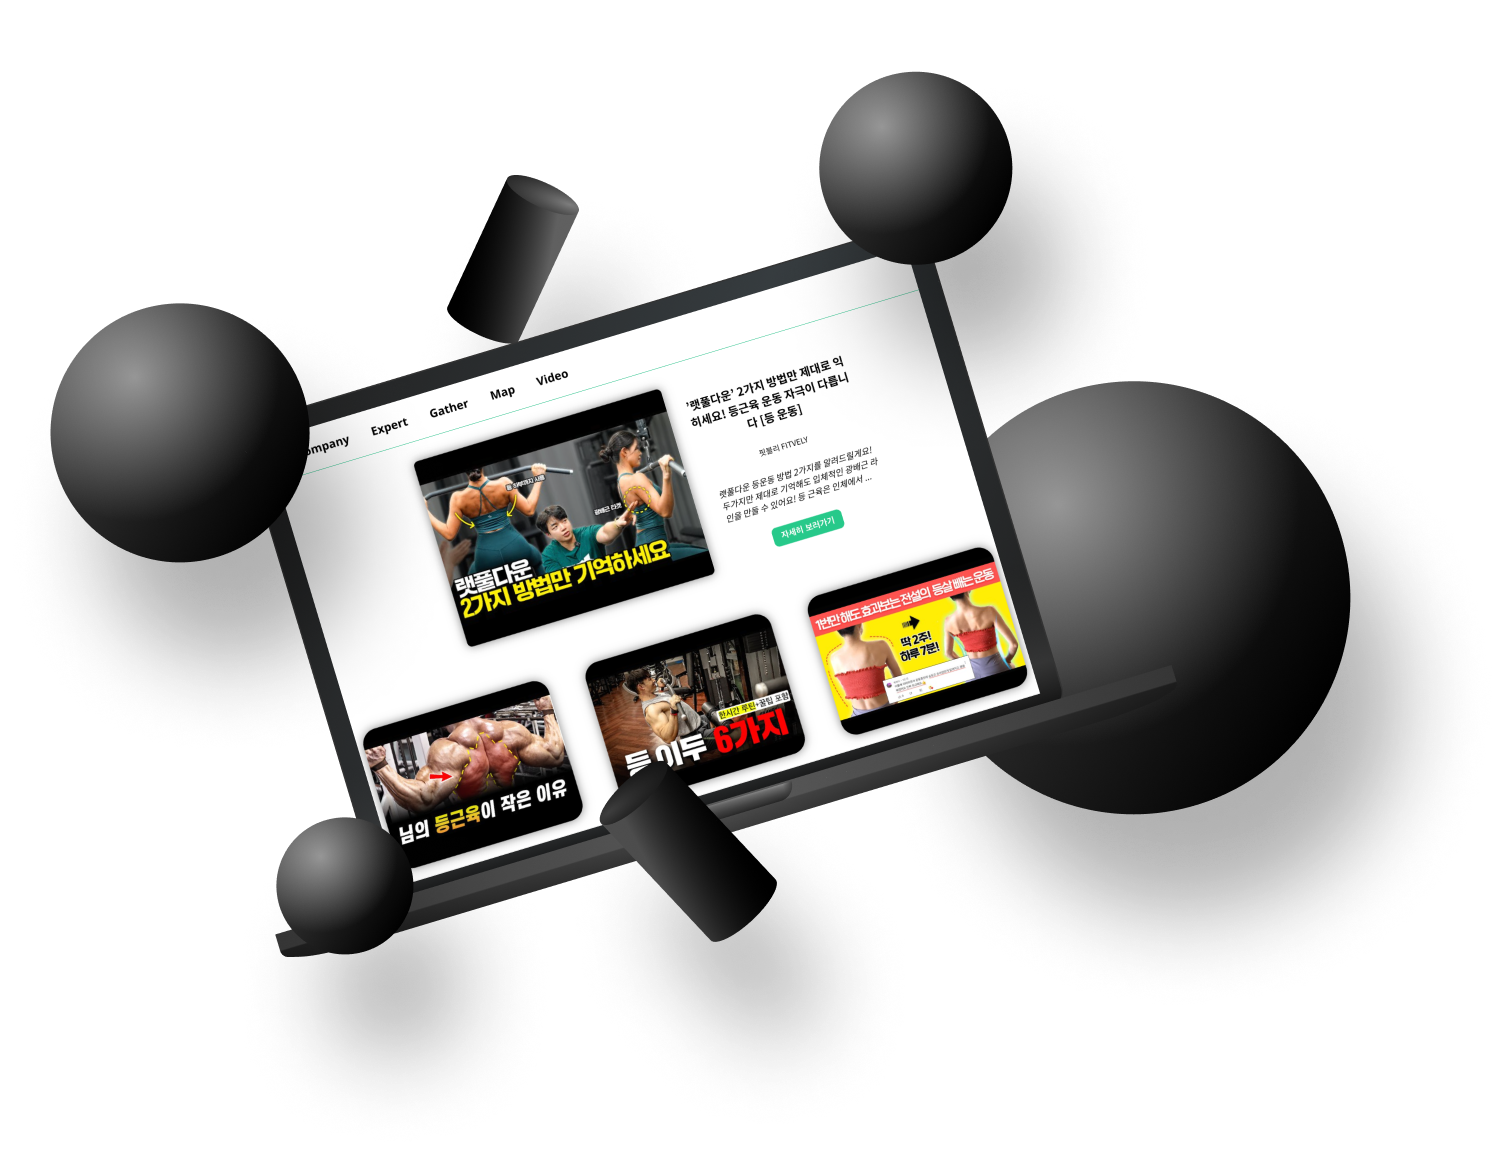 ompany Expert Gather Map Video
'랫풀다운' 2가지 방법만 제대로 익
히세요! 등근육 운동 자극이 다릅니
다 [등 운동]
핏블리 FITVELY
랫풀다운 등운동 방법 2가지를 알려드릴게요!
두가지만 제대로 기억해도 입체적인 광배근 라
인을 만들 수 있어요! 등 근육은 인체에서 ...
자세히 보러가기
광배근 타겟
랫풀다운
2가지 방법만 기억하세요
님의 등근육이 작은 이유
한시간 루틴+꿀팁 포함
등 이두 6가지
1번만 해도 효과보는 전설의 등살 빼는 운동
딱 2주!
하루 7분!